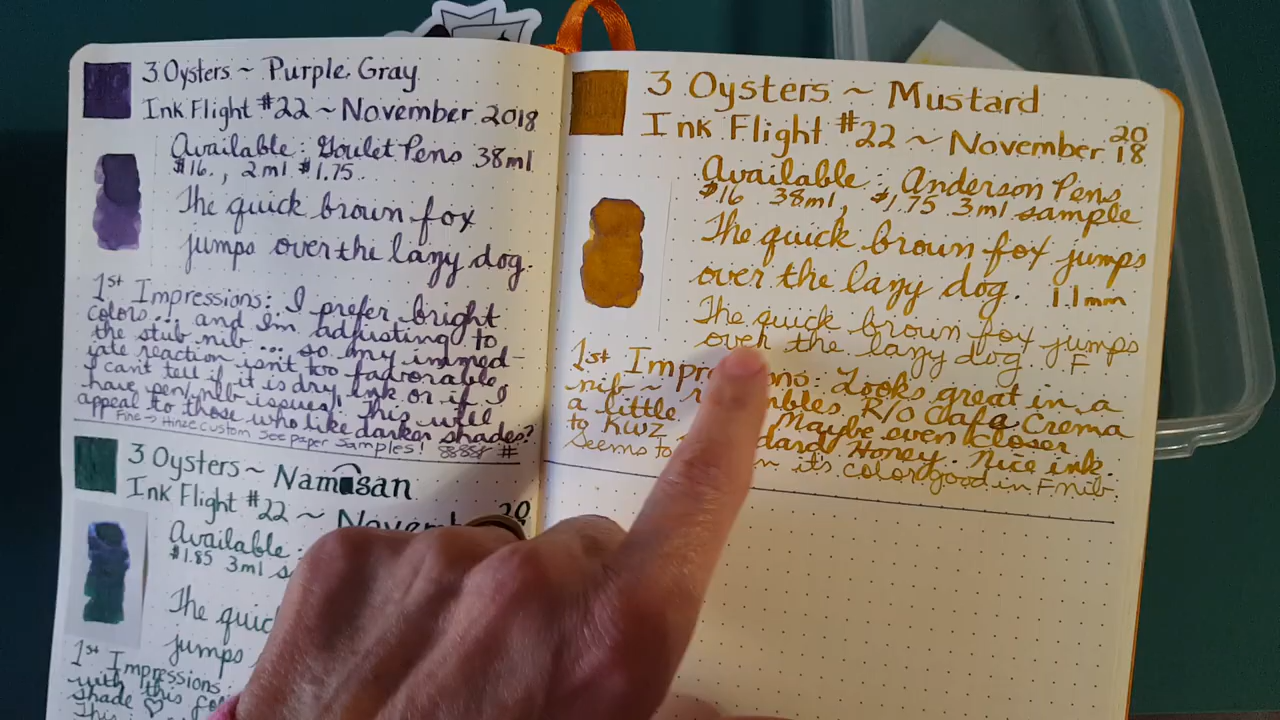 3 Oysters ~ Purple Gray
Ink Flight #22 ~ November 2018
Available: Goulet Pens 38ml
$16., 2ml $1.75
The quick brown fox
jumps over the lazy dog.
1st Impressions: I prefer bright
colors!! and I'm adjusting to
the stub nib ... so my immed-
iate reaction isn't too favorable,
I can't tell if it is dry, ink or if I
have pen/nib issues. This will
appeal to those who like darker shades?
Fine → Hinze Custom See paper samples! #
3 Oysters ~ Namsan
Ink Flight #22 ~ November 20
Available:
$1.85 3ml s
The quic
jumps
1st Impressions
with this
shade ♡
This
3 Oysters ~ Mustard
Ink Flight #22 ~ November 2018
Available: Anderson Pens
$16 38ml, $1.75 3ml sample
The quick brown fox jumps
over the lazy dog. 1.1mm
The quick brown fox jumps
over the lazy dog F
1st Impressions: Looks great in a
nib ~ R/O Cafe Crema
a little Maybe even closer
to KWZ Honey. Nice ink.
Seems to it's color good in F nib.